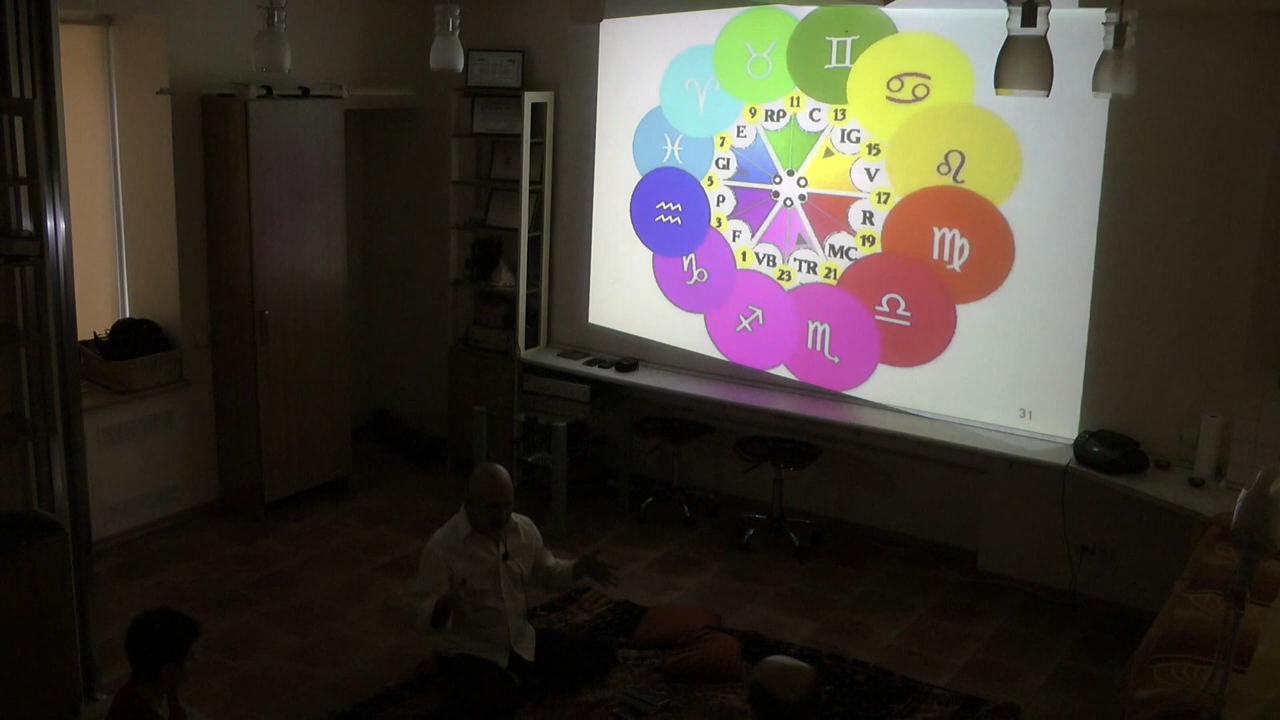 ♉ ♊ ♋ ♌ ♍ ♎ ♏ ♐ ♑ ♒ ♓ ♈
11 C 13 IG 15 V 17 R 19 MC 21 TR 23 VB 1 F 3 P 5 GI 7 E 9 RP
31